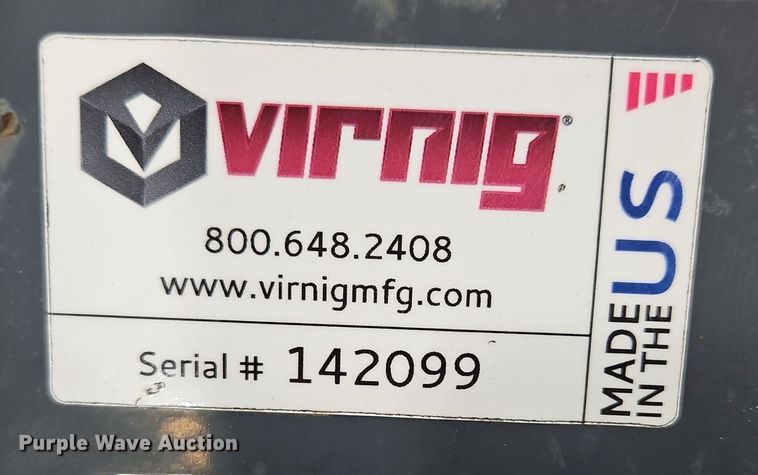 virnig®
800.648.2408
www.virnigmfg.com
Serial # 142099
MADE
IN THE
US
Purple Wave Auction